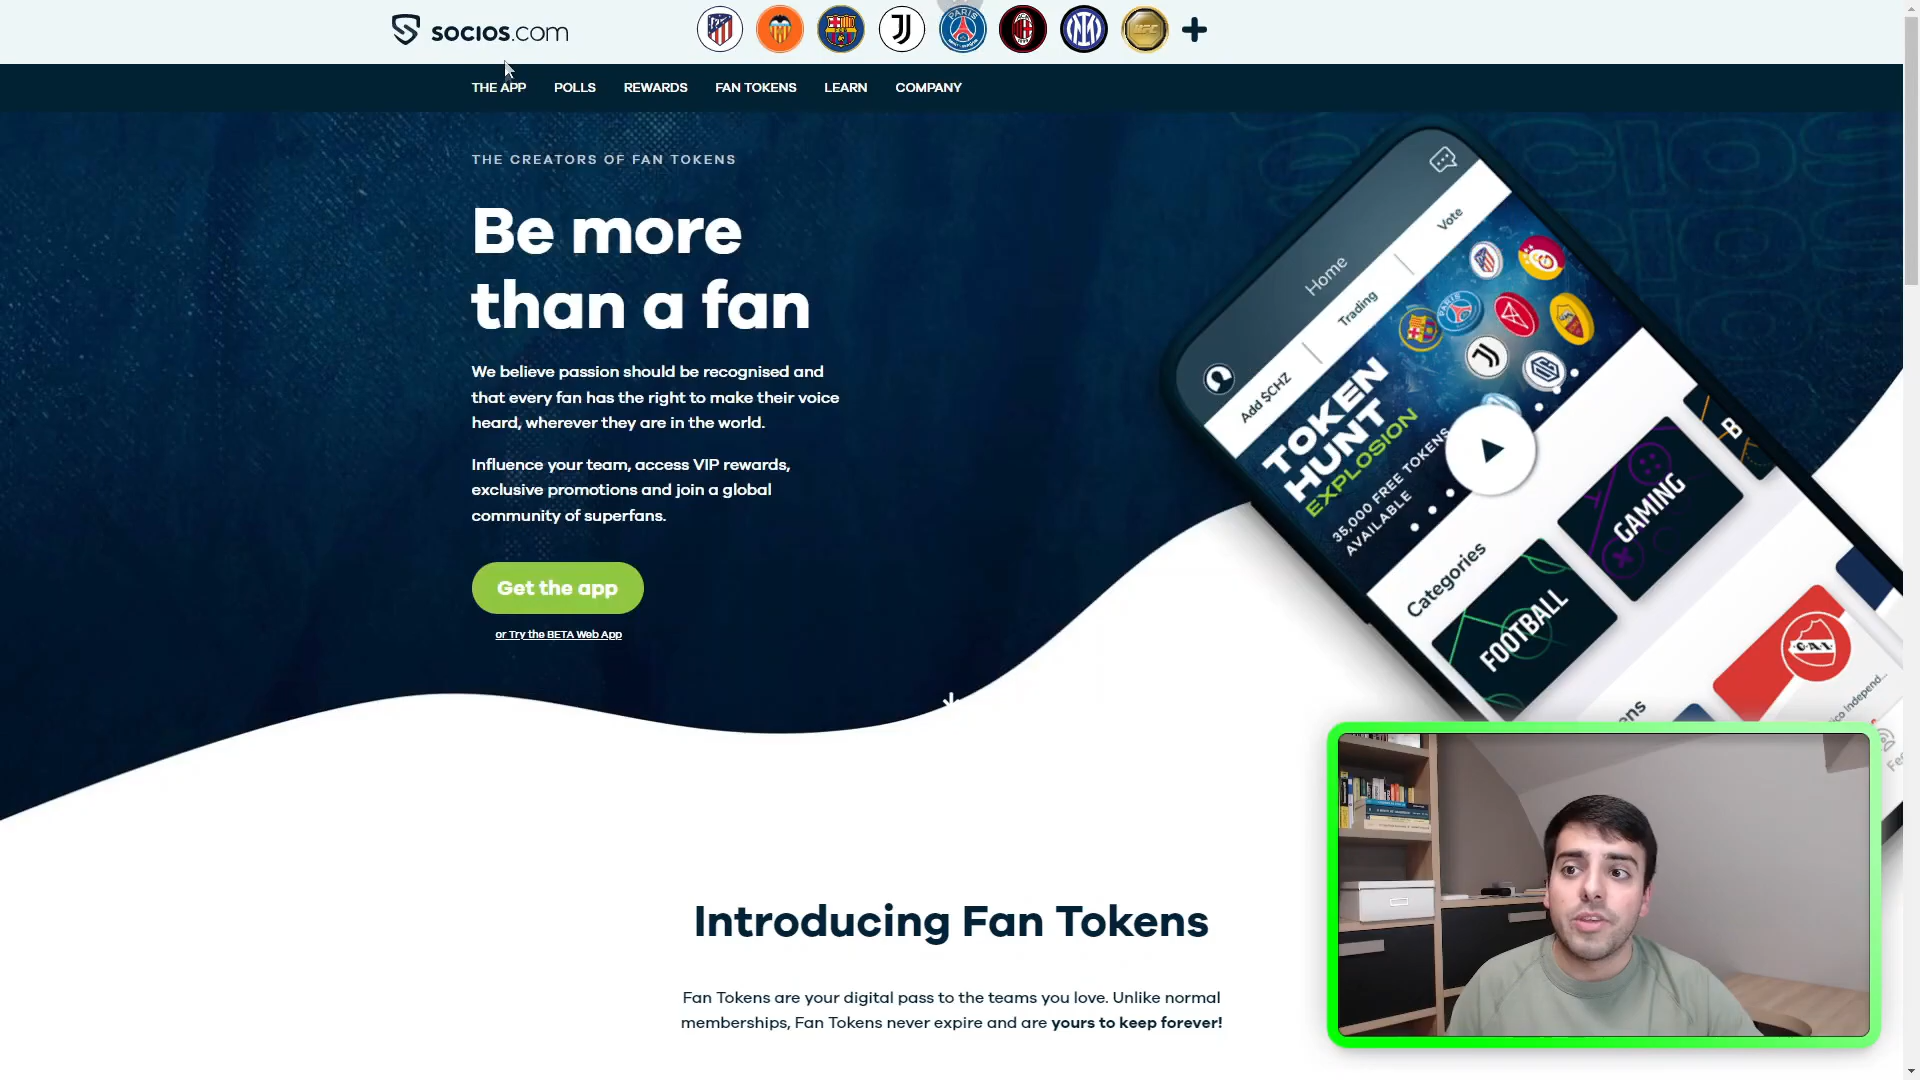 socios.com
THE APP POLLS REWARDS FAN TOKENS LEARN COMPANY
THE CREATORS OF FAN TOKENS
Be more
than a fan
We believe passion should be recognised and
that every fan has the right to make their voice
heard, wherever they are in the world.
Influence your team, access VIP rewards,
exclusive promotions and join a global
community of superfans.
Get the app
or Try the BETA Web App
Home
Add $CHZ
Trading
Vote
TOKEN
HUNT
EXPLOSION
35,000 FREE TOKENS
AVAILABLE
Categories
FOOTBALL
GAMING
B
C.A.I.
Introducing Fan Tokens
Fan Tokens are your digital pass to the teams you love. Unlike normal
memberships, Fan Tokens never expire and are yours to keep forever!